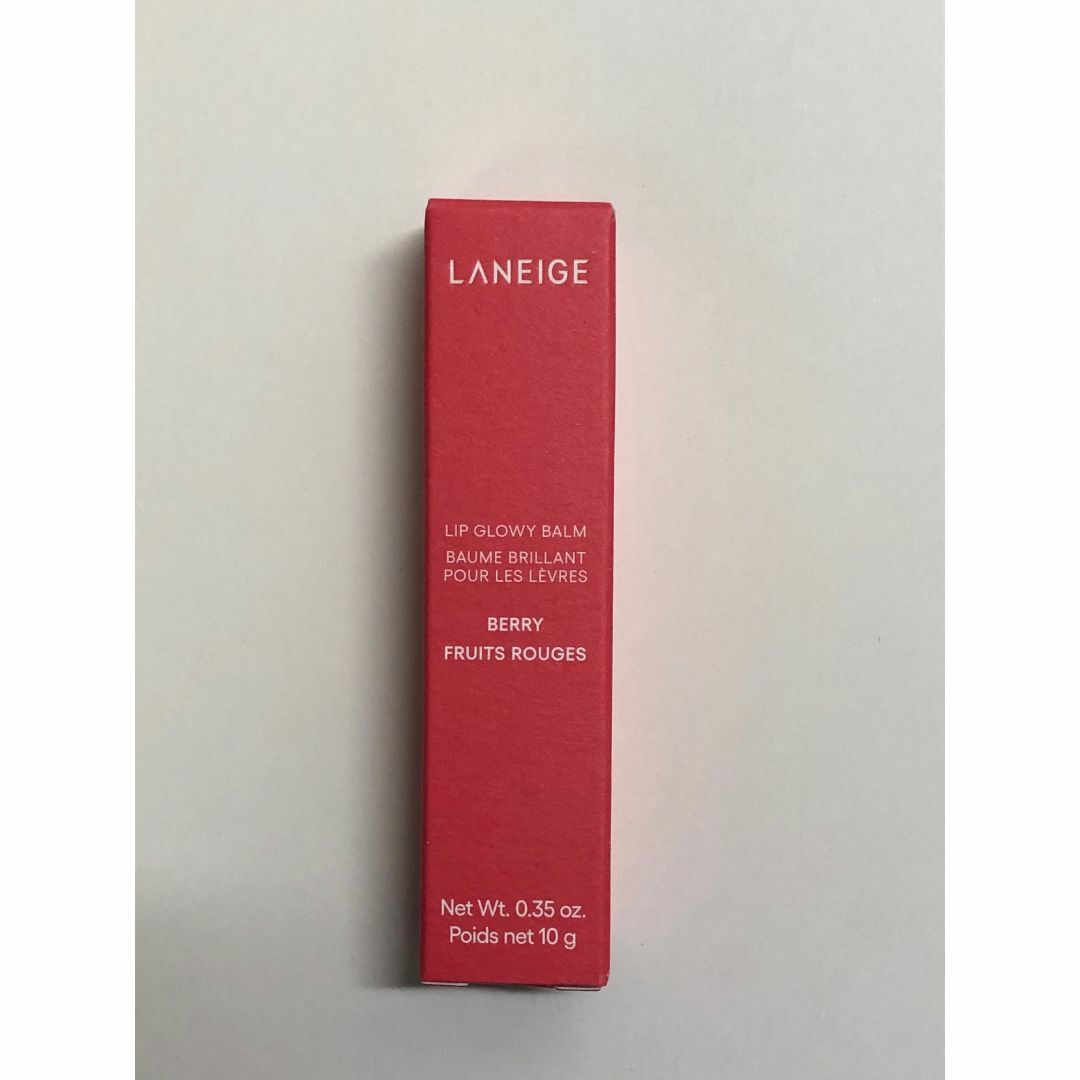 LANEIGE
LIP GLOWY BALM
BAUME BRILLANT
POUR LES LÈVRES
BERRY
FRUITS ROUGES
Net Wt. 0.35 oz.
Poids net 10 g